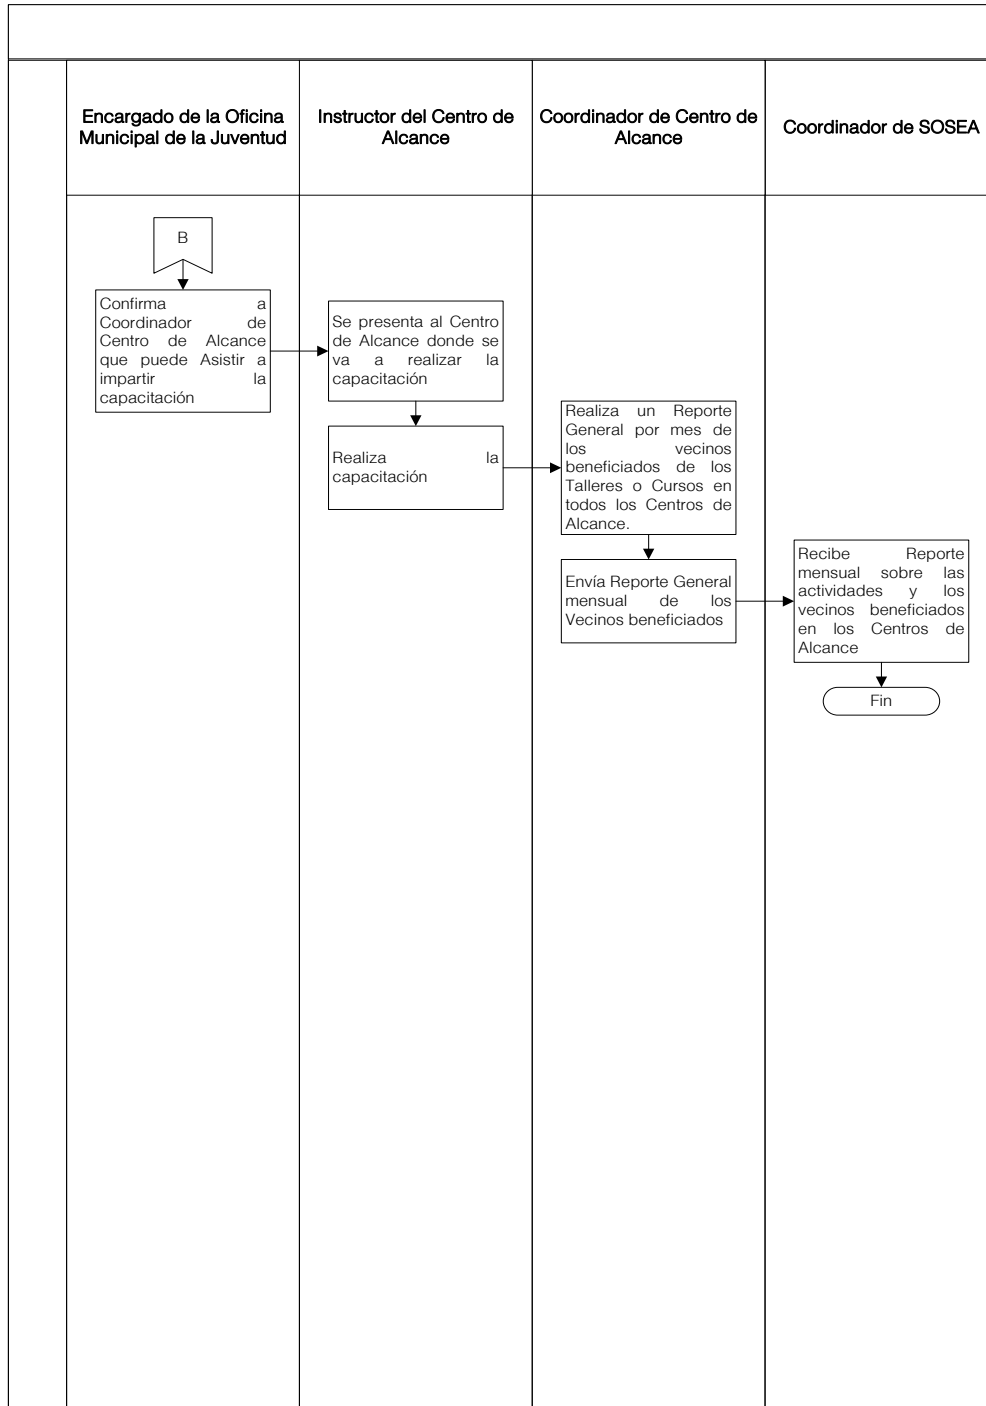 Encargado de la Oficina
Municipal de la Juventud
Instructor del Centro de
Alcance
Coordinador de Centro de
Alcance
Coordinador de SOSEA
B
Confirma a
Coordinador de
Centro de Alcance
que puede Asistir a
impartir la
capacitación
Se presenta al Centro
de Alcance donde se
va a realizar la
capacitación
Realiza la
capacitación
Realiza un Reporte
General por mes de
los vecinos
beneficiados de los
Talleres o Cursos en
todos los Centros de
Alcance.
Envía Reporte General
mensual de los
Vecinos beneficiados
Recibe Reporte
mensual sobre las
actividades y los
vecinos beneficiados
en los Centros de
Alcance
Fin